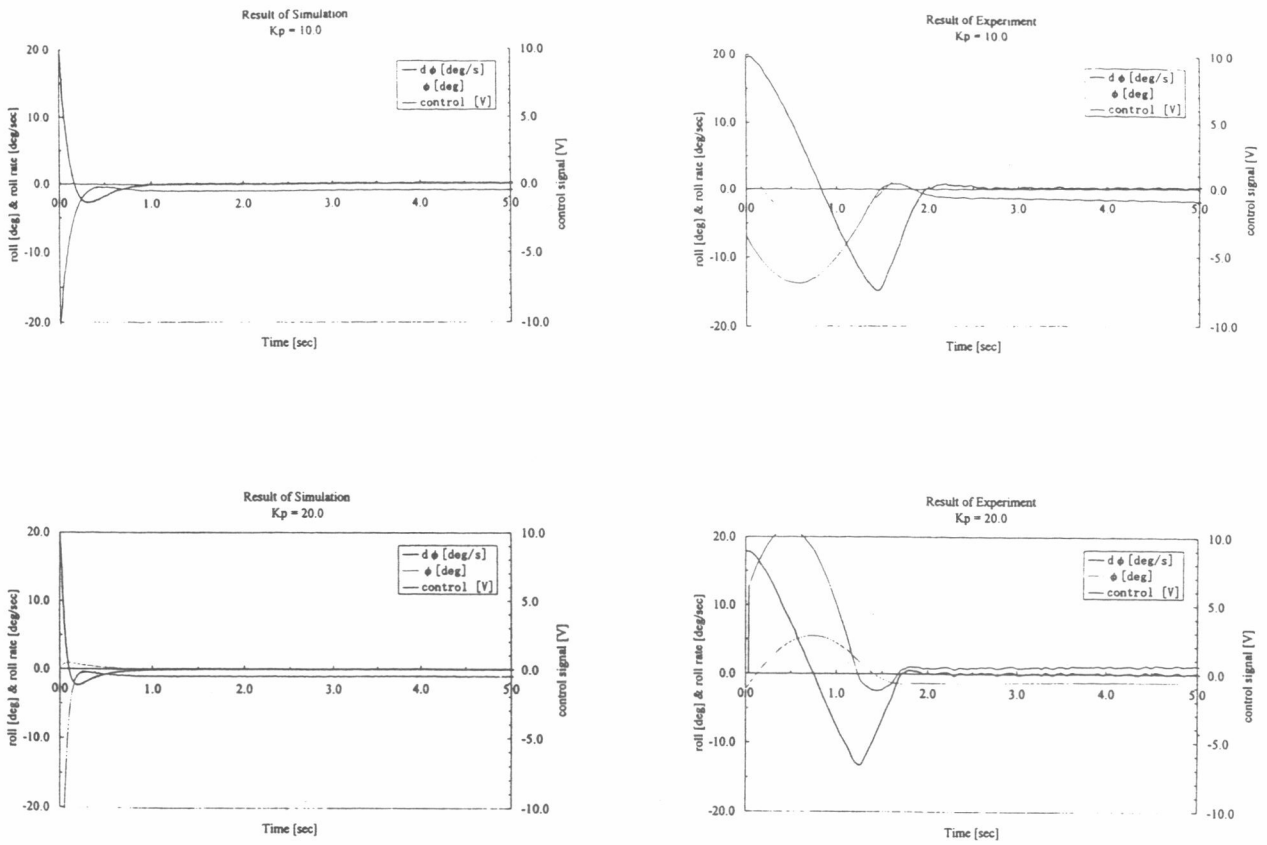 Result of Simulation
Kp = 10.0
20.0
10.0
0.0
-10.0
-20.0
roll [deg] & roll rate [deg/sec]
10.0
5.0
0.0
-5.0
-10.0
control signal [V]
dφ [deg/s]
φ [deg]
control [V]
0.0 1.0 2.0 3.0 4.0 5.0
Time [sec]
Result of Experiment
Kp = 10 0
20.0
10.0
0.0
-10.0
-20.0
roll [deg] & roll rate [deg/sec]
10 0
5 0
0 0
-5.0
-10.0
control signal [V]
dφ [deg/s]
φ [deg]
control [V]
0.0 1.0 2.0 3.0 4.0 5.0
Time [sec]
Result of Simulation
Kp = 20.0
20.0
10.0
0.0
-10.0
-20.0
roll [deg] & roll rate [deg/sec]
10.0
5.0
0.0
-5.0
-10.0
control signal [V]
dφ [deg/s]
φ [deg]
control [V]
0.0 1.0 2.0 3.0 4.0 5.0
Time [sec]
Result of Experiment
Kp = 20.0
20.0
10.0
0.0
-10.0
-20.0
roll [deg] & roll rate [deg/sec]
10.0
5.0
0.0
-5.0
-10.0
control signal [V]
dφ [deg/s]
φ [deg]
control [V]
0.0 1.0 2.0 3.0 4.0 5.0
Time [sec]